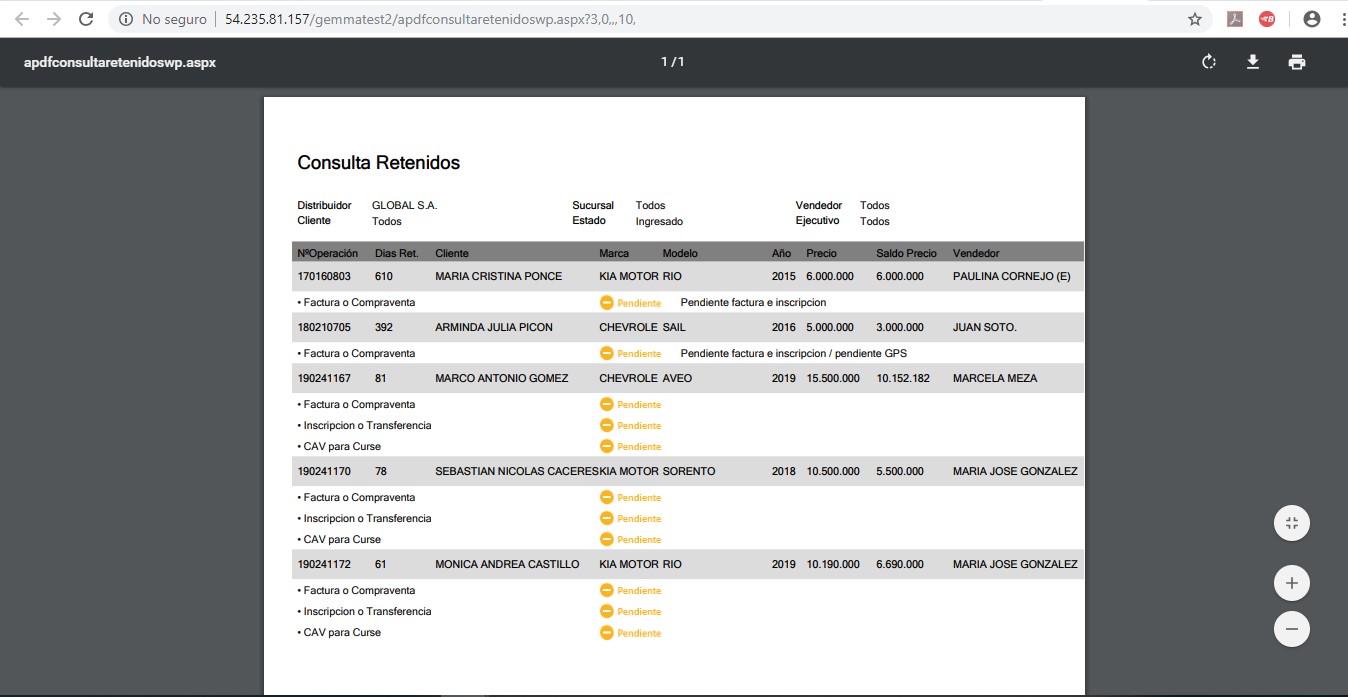 No seguro | 54.235.81.157/gemmatest2/apdfconsultaretenidoswp.aspx?3,0,,,10,
apdfconsultaretenidoswp.aspx 1 / 1
Consulta Retenidos
Distribuidor GLOBAL S.A. Sucursal Todos Vendedor Todos
Cliente Todos Estado Ingresado Ejecutivo Todos
NºOperación Dias Ret. Cliente Marca Modelo Año Precio Saldo Precio Vendedor
170160803 610 MARIA CRISTINA PONCE KIA MOTOR RIO 2015 6.000.000 6.000.000 PAULINA CORNEJO (E)
• Factura o Compraventa Pendiente Pendiente factura e inscripcion
180210705 392 ARMINDA JULIA PICON CHEVROLE SAIL 2016 5.000.000 3.000.000 JUAN SOTO.
• Factura o Compraventa Pendiente Pendiente factura e inscripcion / pendiente GPS
190241167 81 MARCO ANTONIO GOMEZ CHEVROLE AVEO 2019 15.500.000 10.152.182 MARCELA MEZA
• Factura o Compraventa Pendiente
• Inscripcion o Transferencia Pendiente
• CAV para Curse Pendiente
190241170 78 SEBASTIAN NICOLAS CACERES KIA MOTOR SORENTO 2018 10.500.000 5.500.000 MARIA JOSE GONZALEZ
• Factura o Compraventa Pendiente
• Inscripcion o Transferencia Pendiente
• CAV para Curse Pendiente
190241172 61 MONICA ANDREA CASTILLO KIA MOTOR RIO 2019 10.190.000 6.690.000 MARIA JOSE GONZALEZ
• Factura o Compraventa Pendiente
• Inscripcion o Transferencia Pendiente
• CAV para Curse Pendiente